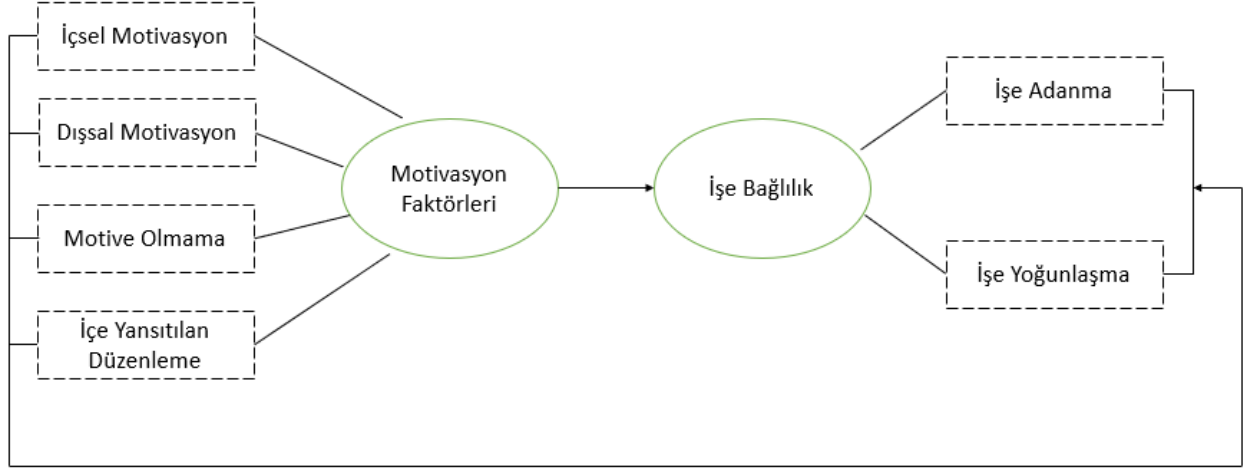 İçsel Motivasyon
Dışsal Motivasyon
Motive Olmama
İçe Yansıtılan
Düzenleme
Motivasyon
Faktörleri
İşe Bağlılık
İşe Adanma
İşe Yoğunlaşma